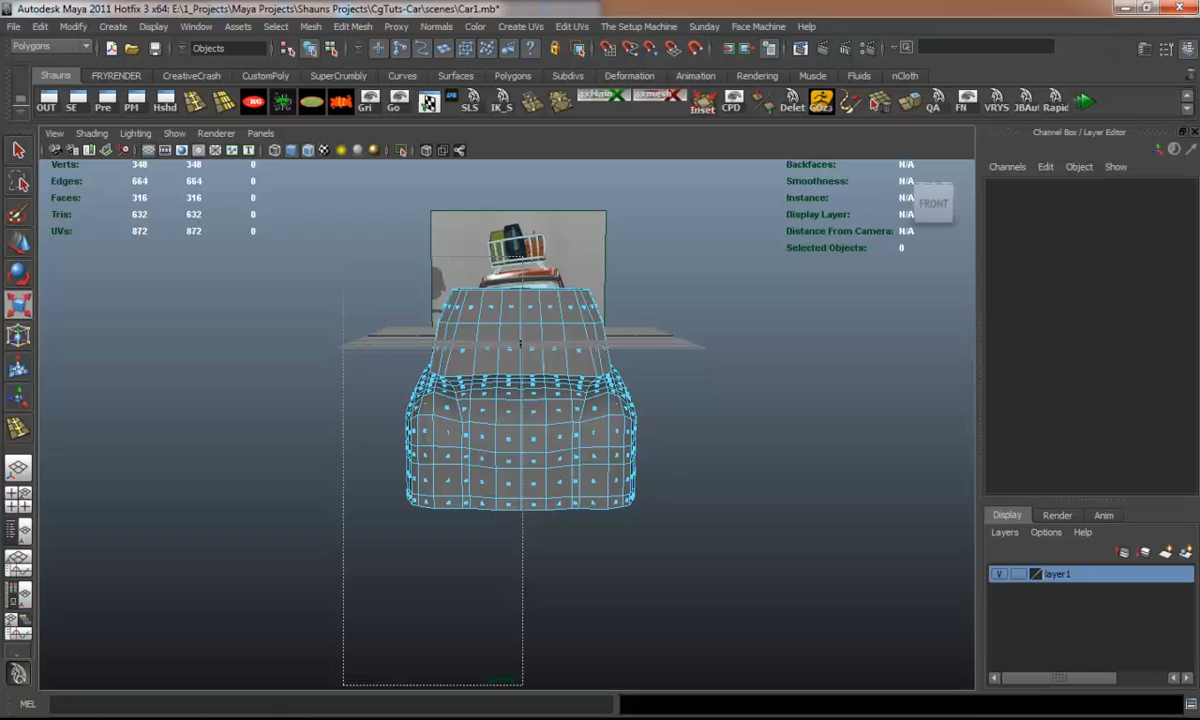 Autodesk Maya 2011 Hotfix 3 x64: E:\1_Projects\Maya Projects\Shauns Projects\CgTuts-Car\scenes\Car1.mb*
File Edit Modify Create Display Window Assets Select Mesh Edit Mesh Proxy Normals Color Create UVs Edit UVs The Setup Machine Face Machine Muscle Help
Polygons Objects
Shauns FRYRENDER CreativeCrash CustomPoly SuperCrumbly Curves Surfaces Polygons Subdivs Deformation Animation Rendering Muscle Fluids nCloth
OUT SE Pre PM Hshd Gri Go SLS IK_S Inset CPD Delet GOz3 QA FN VRYS JBAut Rapid
View Shading Lighting Show Renderer Panels
Channel Box / Layer Editor
Channels Edit Object Show
Verts: 348 348 0
Edges: 664 664 0
Faces: 316 316 0
Tris: 632 632 0
UVs: 872 872 0
Backfaces: N/A
Smoothness: N/A
Instance: N/A
Display Layer: N/A
Distance From Camera: N/A
Selected Objects: 0
FRONT
Display Render Anim
Layers Options Help
V layer1
MEL